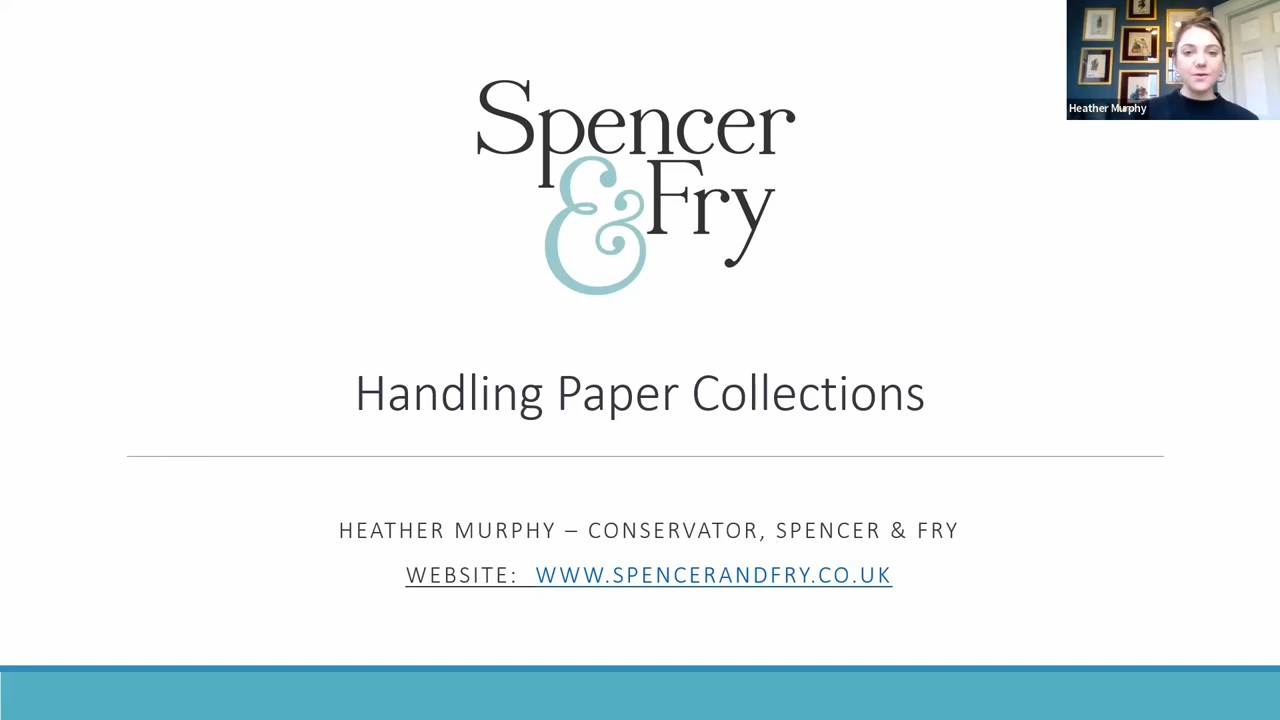 Spencer
& Fry
Heather Murphy
Handling Paper Collections
HEATHER MURPHY – CONSERVATOR, SPENCER & FRY
WEBSITE: WWW.SPENCERANDFRY.CO.UK